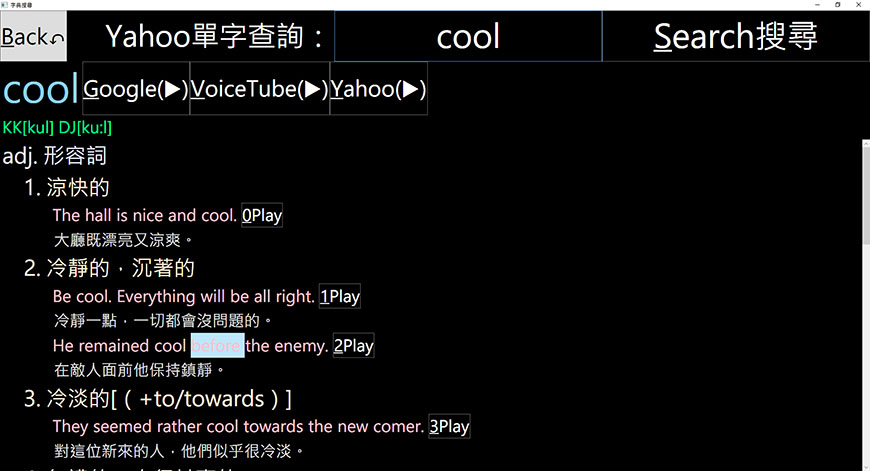 字典搜尋
Back↶ Yahoo單字查詢： cool Search搜尋
cool Google(▶) VoiceTube(▶) Yahoo(▶)
KK[kul] DJ[ku:l]
adj. 形容詞
1. 涼快的
The hall is nice and cool. 0Play
大廳既漂亮又涼爽。
2. 冷靜的，沉著的
Be cool. Everything will be all right. 1Play
冷靜一點，一切都會沒問題的。
He remained cool before the enemy. 2Play
在敵人面前他保持鎮靜。
3. 冷淡的[（+to/towards）]
They seemed rather cool towards the new comer. 3Play
對這位新來的人，他們似乎很冷淡。